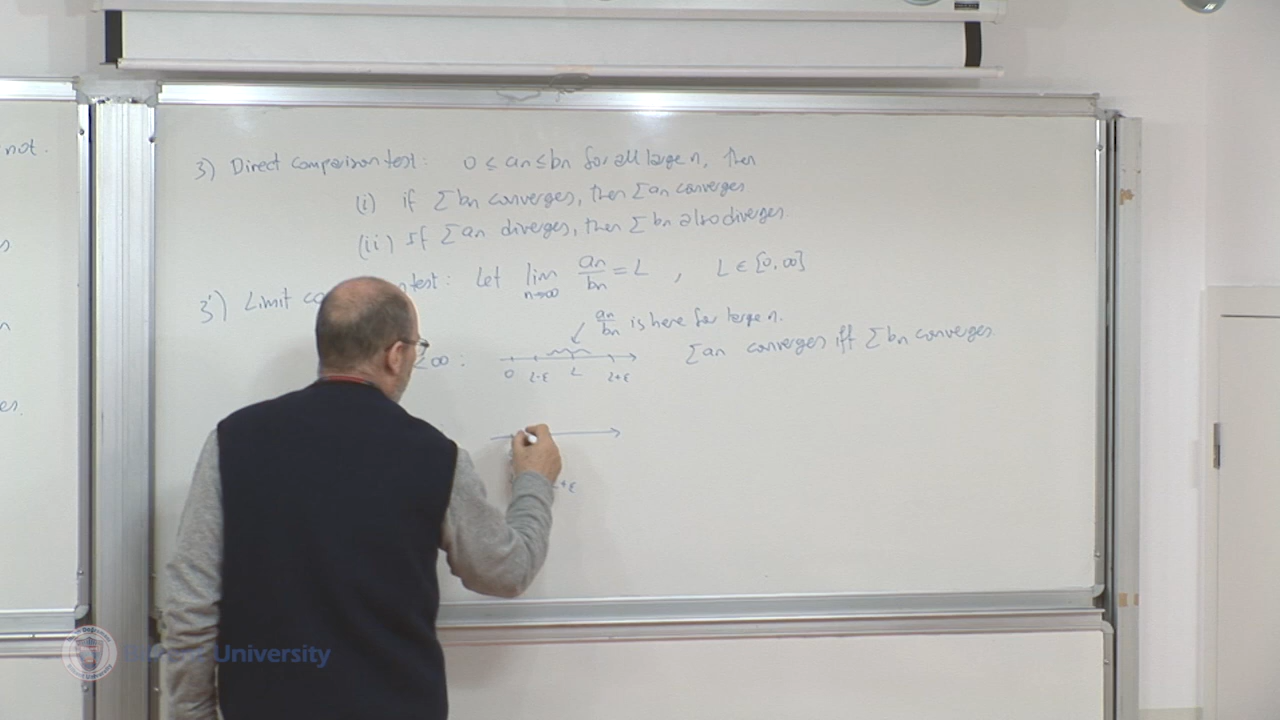 not.
3) Direct comparison test: 0 ≤ an ≤ bn for all large n, then
(i) if Σ bn converges, then Σ an converges
(ii) If Σ an diverges, then Σ bn also diverges
3') Limit co test: Let lim n→∞ an/bn = L , L ∈ [0, ∞]
an/bn is here for large n.
<∞ :
0 L-ε L L+ε
Σ an converges iff Σ bn converges
+ε
University